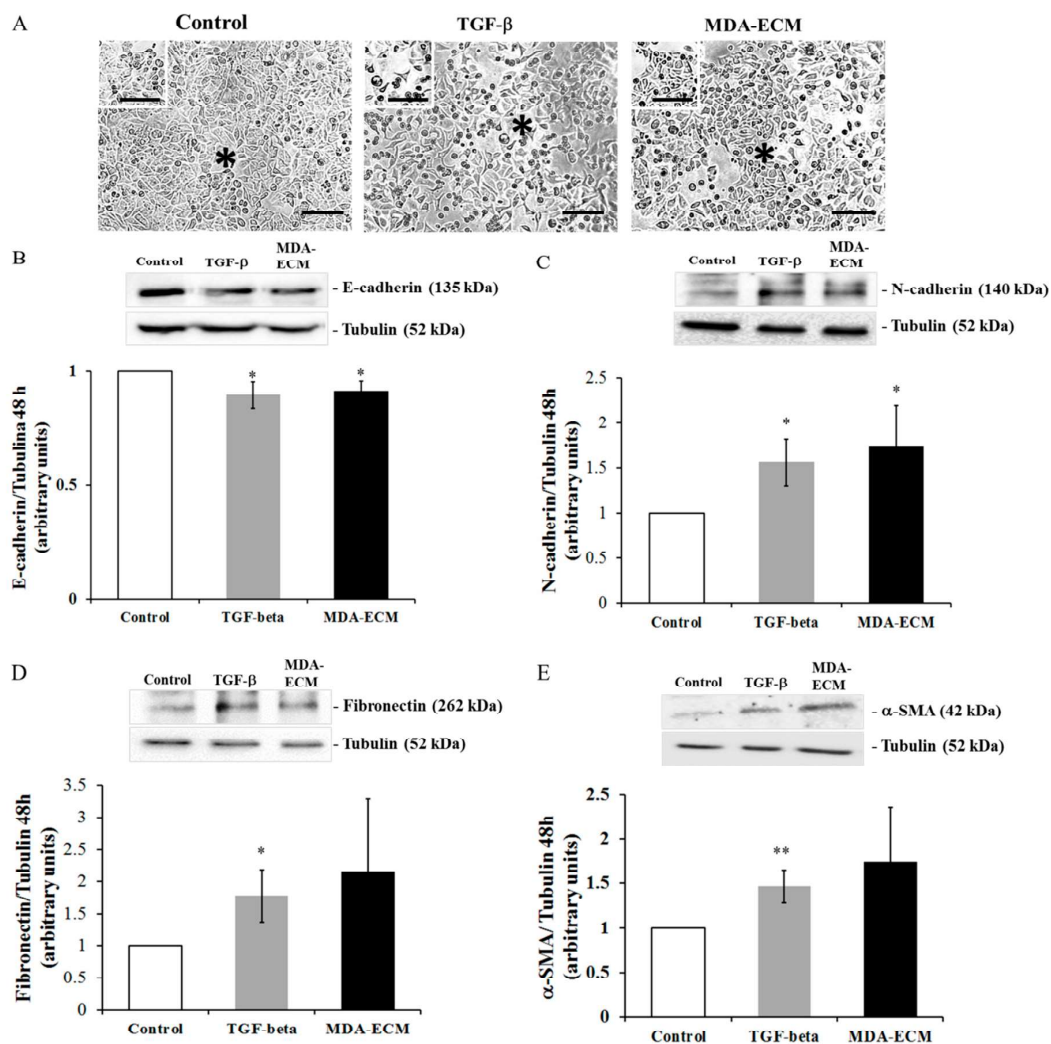 A
Control
TGF-β
MDA-ECM
*
*
*
B
Control
TGF-β
MDA-
ECM
- E-cadherin (135 kDa)
- Tubulin (52 kDa)
E-cadherin/Tubulina 48 h
(arbitrary units)
1
0.5
0
*
*
Control
TGF-beta
MDA-ECM
C
Control
TGF-β
MDA-
ECM
- N-cadherin (140 kDa)
- Tubulin (52 kDa)
N-cadherin/Tubulin 48h
(arbitrary units)
2.5
2
1.5
1
0.5
0
*
*
Control
TGF-beta
MDA-ECM
D
Control
TGF-β
MDA-
ECM
- Fibronectin (262 kDa)
- Tubulin (52 kDa)
Fibronectin/Tubulin 48h
(arbitrary units)
3.5
3
2.5
2
1.5
1
0.5
0
*
Control
TGF-beta
MDA-ECM
E
Control
TGF-β
MDA-
ECM
- α-SMA (42 kDa)
- Tubulin (52 kDa)
α-SMA/ Tubulin 48h
(arbitrary units)
2.5
2
1.5
1
0.5
0
**
Control
TGF-beta
MDA-ECM